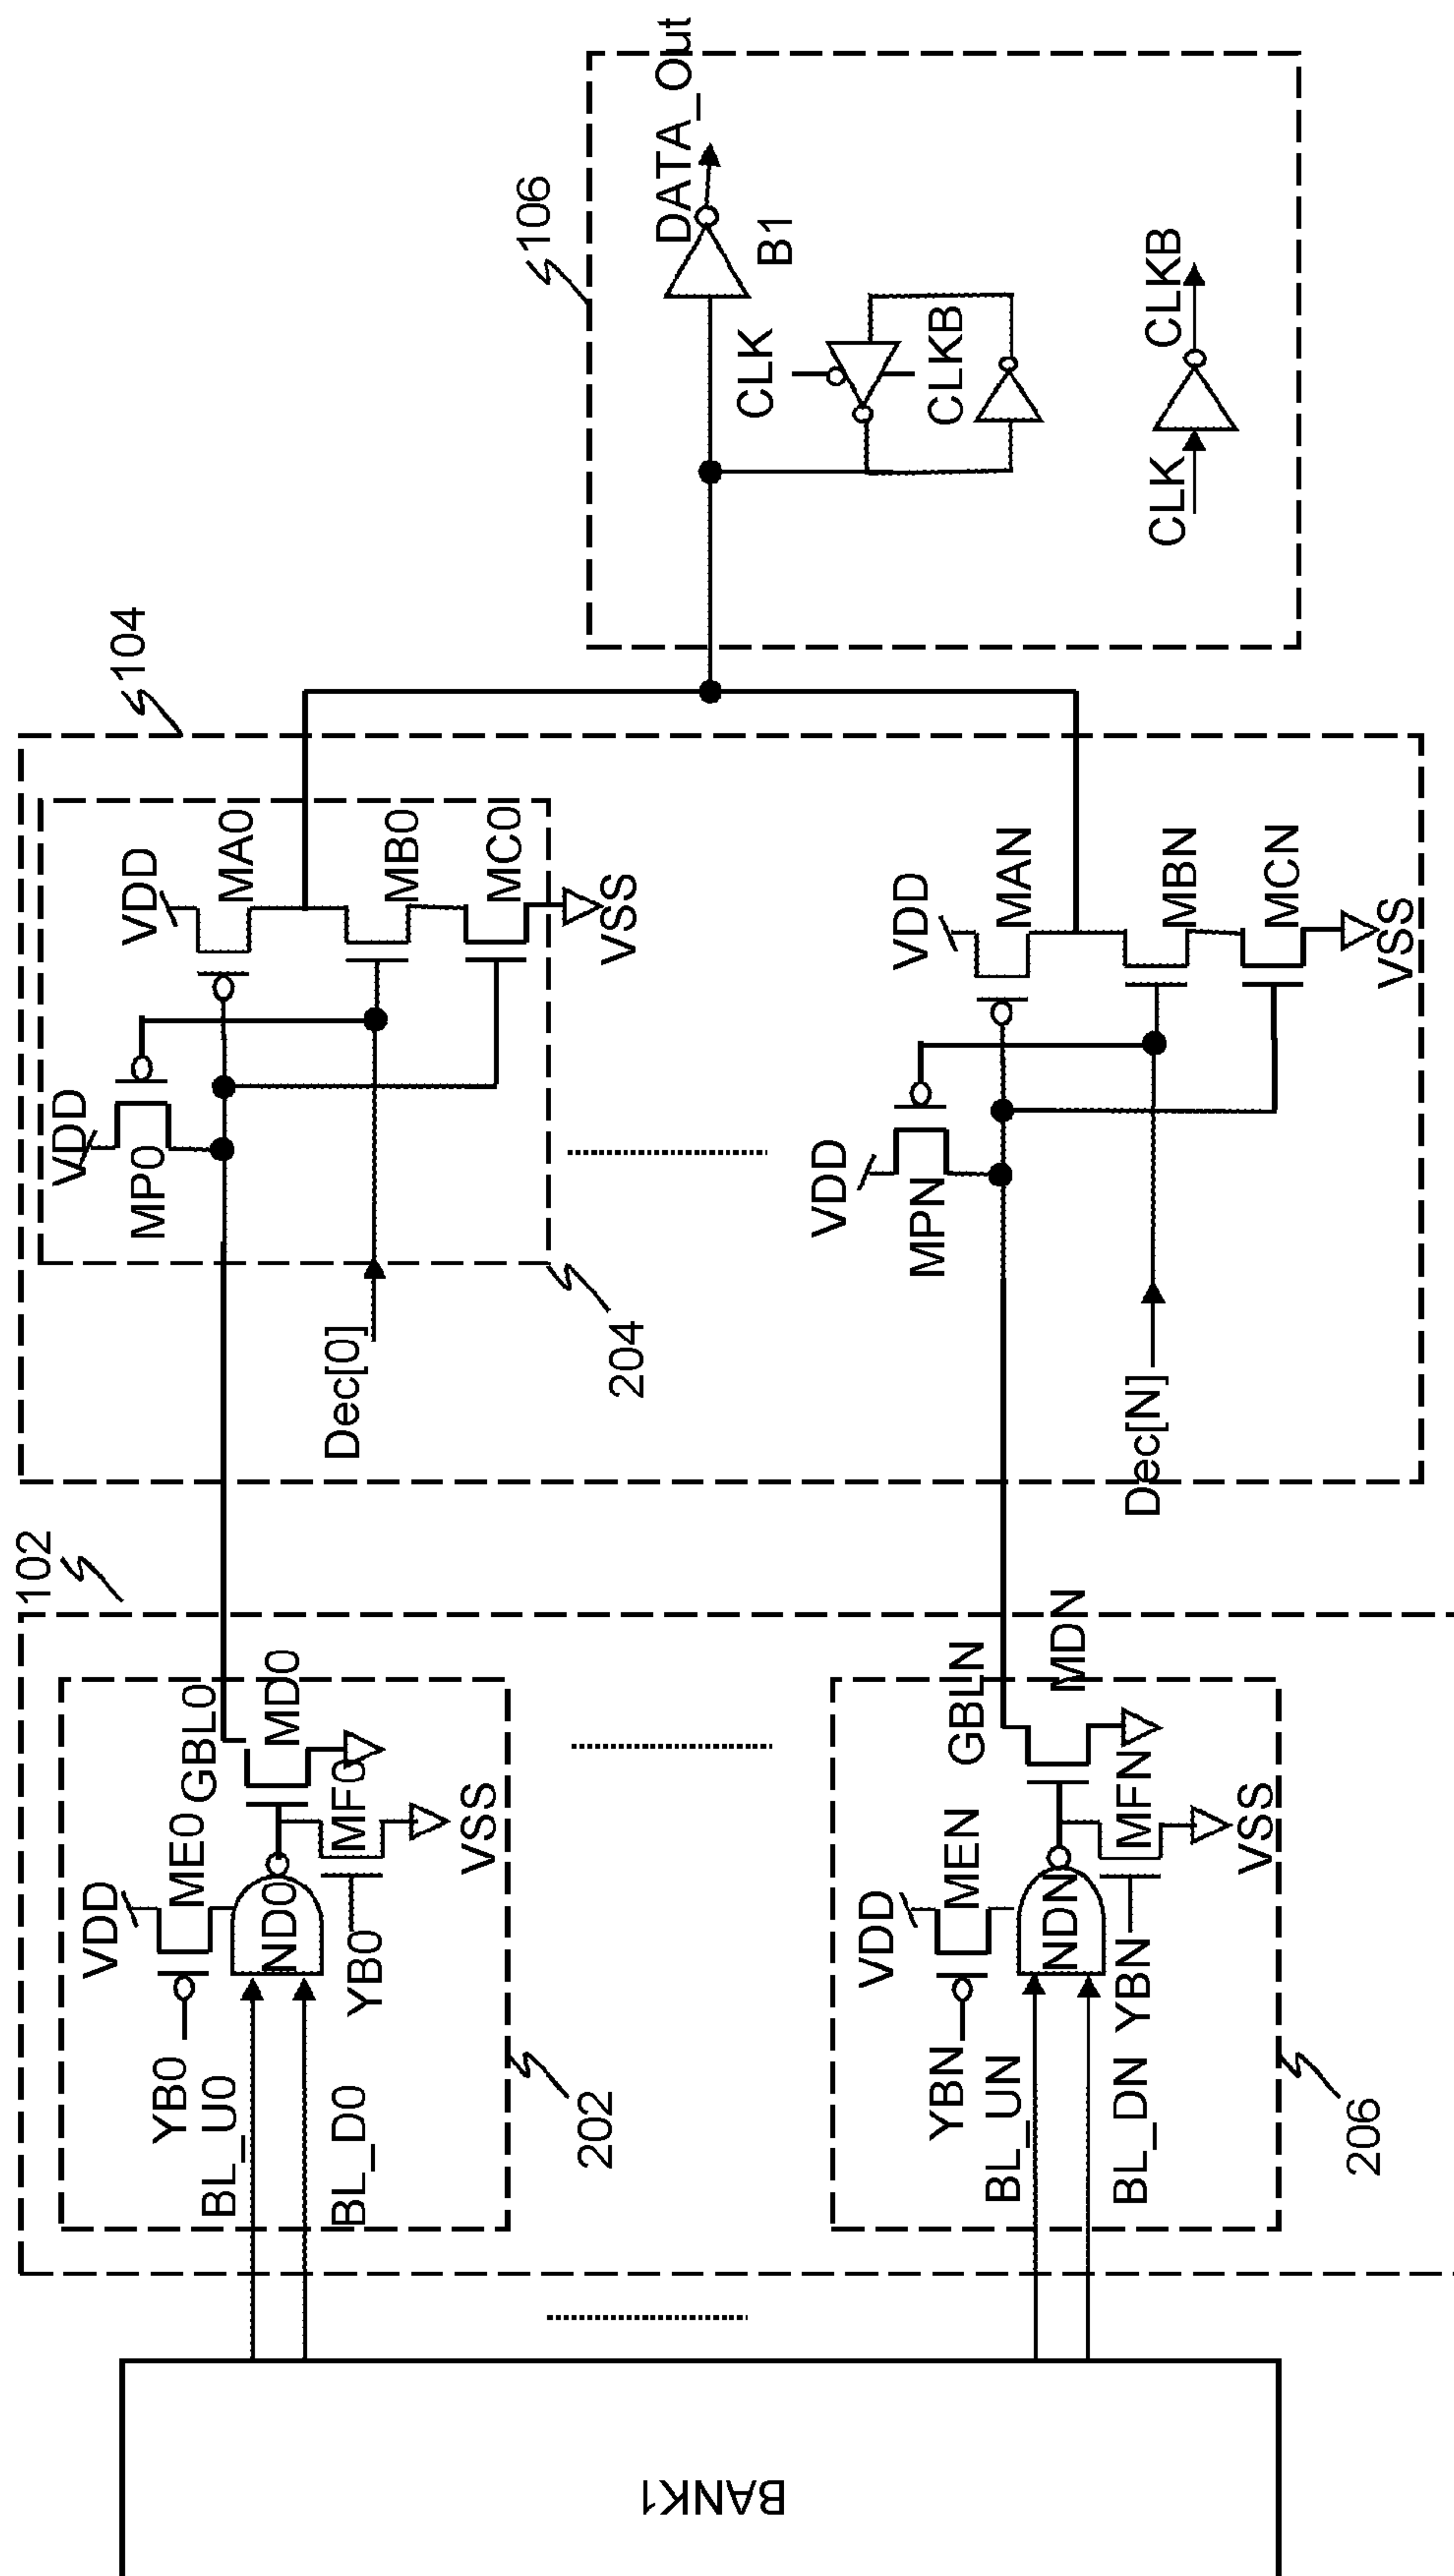 BANK1
102
VDD
ME0
GBL0
MD0
YB0
BL_U0
ND0
MF0
BL_D0
YB0
VSS
202
VDD
MEN
GBLN
MDN
YBN
BL_UN
NDN
MFN
BL_DN
YBN
VSS
206
104
VDD
MP0
VDD
MA0
MB0
MC0
VSS
Dec[0]
204
VDD
MPN
VDD
MAN
MBN
MCN
VSS
Dec[N]
106
DATA_Out
B1
CLK
CLKB
CLK
CLKB